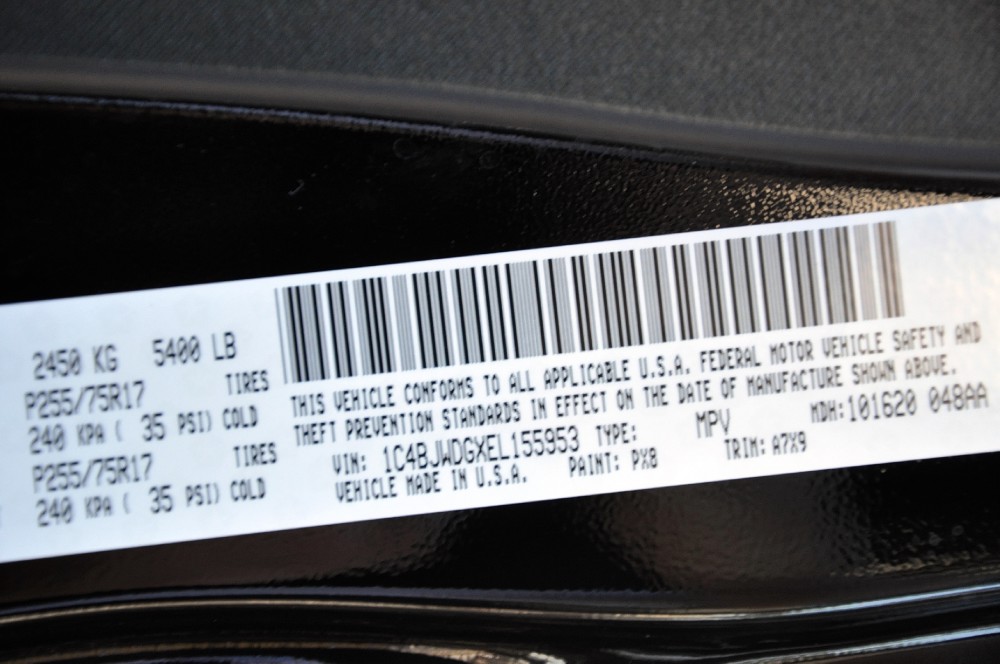 2450 KG 5400 LB
P255/75R17 TIRES
240 KPA ( 35 PSI) COLD
P255/75R17 TIRES
240 KPA ( 35 PSI) COLD
THIS VEHICLE CONFORMS TO ALL APPLICABLE U.S.A. FEDERAL MOTOR VEHICLE SAFETY AND
THEFT PREVENTION STANDARDS IN EFFECT ON THE DATE OF MANUFACTURE SHOWN ABOVE.
VIN: 1C4BJWDGXEL155953 TYPE: MPV MDH:101620 048AA
VEHICLE MADE IN U.S.A. PAINT: PX8 TRIM: A7X9